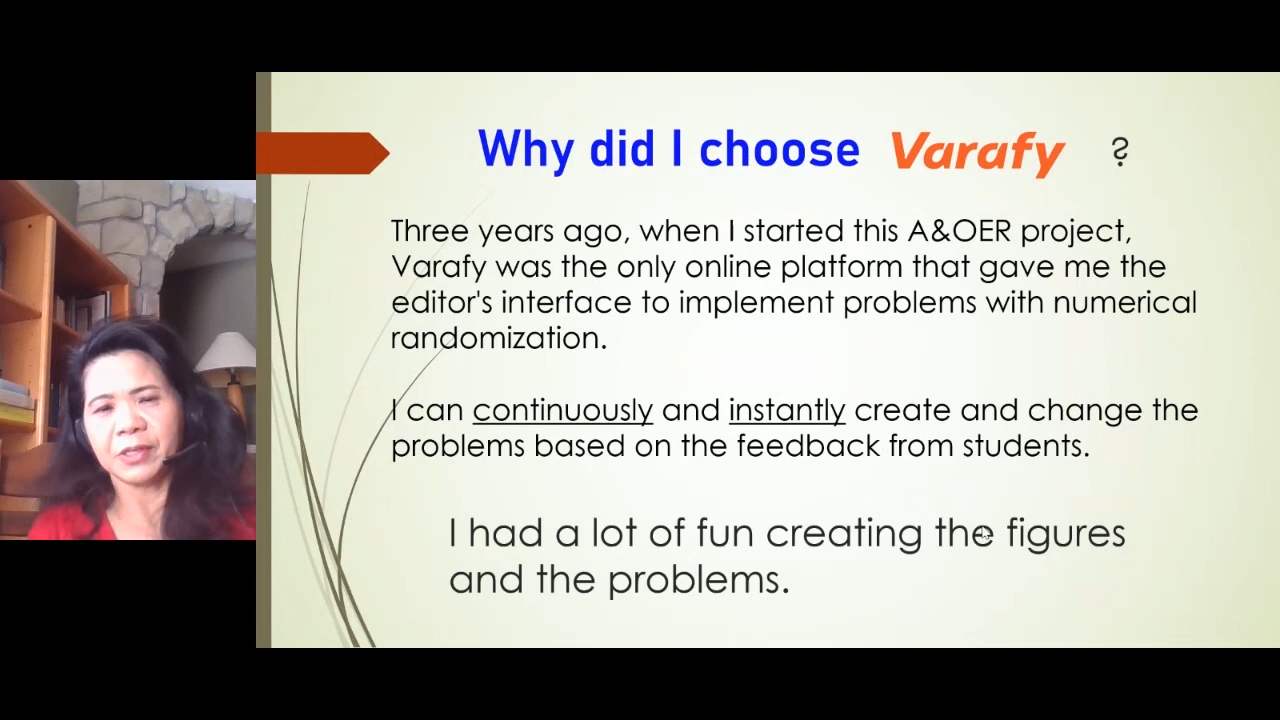 Why did I choose Varafy ?
Three years ago, when I started this A&OER project,
Varafy was the only online platform that gave me the
editor's interface to implement problems with numerical
randomization.
I can continuously and instantly create and change the
problems based on the feedback from students.
I had a lot of fun creating the figures
and the problems.